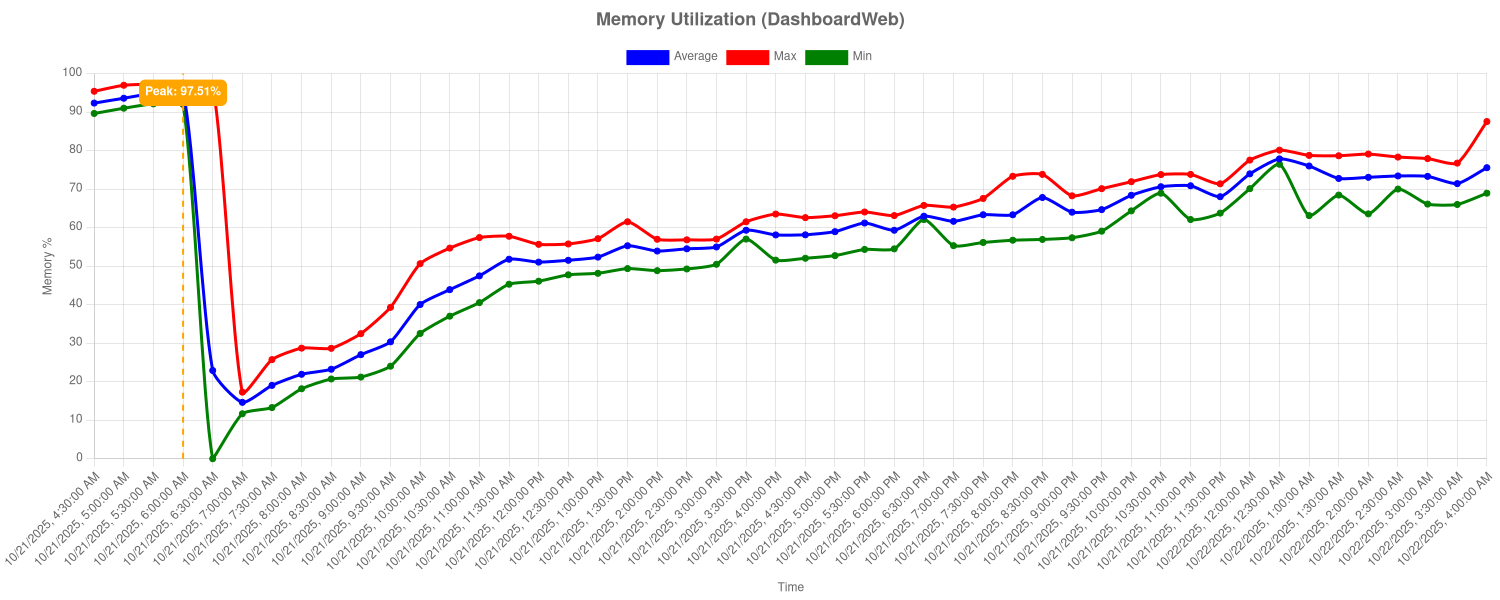 Memory Utilization (DashboardWeb)
Average Max Min
Peak: 97.51%
Memory %
100
90
80
70
60
50
40
30
20
10
0
10/21/2025, 4:30:00 AM
10/21/2025, 5:00:00 AM
10/21/2025, 5:30:00 AM
10/21/2025, 6:00:00 AM
10/21/2025, 6:30:00 AM
10/21/2025, 7:00:00 AM
10/21/2025, 7:30:00 AM
10/21/2025, 8:00:00 AM
10/21/2025, 8:30:00 AM
10/21/2025, 9:00:00 AM
10/21/2025, 9:30:00 AM
10/21/2025, 10:00:00 AM
10/21/2025, 10:30:00 AM
10/21/2025, 11:00:00 AM
10/21/2025, 11:30:00 AM
10/21/2025, 12:00:00 PM
10/21/2025, 12:30:00 PM
10/21/2025, 1:00:00 PM
10/21/2025, 1:30:00 PM
10/21/2025, 2:00:00 PM
10/21/2025, 2:30:00 PM
10/21/2025, 3:00:00 PM
10/21/2025, 3:30:00 PM
10/21/2025, 4:00:00 PM
10/21/2025, 4:30:00 PM
10/21/2025, 5:00:00 PM
10/21/2025, 5:30:00 PM
10/21/2025, 6:00:00 PM
10/21/2025, 6:30:00 PM
10/21/2025, 7:00:00 PM
10/21/2025, 7:30:00 PM
10/21/2025, 8:00:00 PM
10/21/2025, 8:30:00 PM
10/21/2025, 9:00:00 PM
10/21/2025, 9:30:00 PM
10/21/2025, 10:00:00 PM
10/21/2025, 10:30:00 PM
10/21/2025, 11:00:00 PM
10/21/2025, 11:30:00 PM
10/22/2025, 12:00:00 AM
10/22/2025, 12:30:00 AM
10/22/2025, 1:00:00 AM
10/22/2025, 1:30:00 AM
10/22/2025, 2:00:00 AM
10/22/2025, 2:30:00 AM
10/22/2025, 3:00:00 AM
10/22/2025, 3:30:00 AM
10/22/2025, 4:00:00 AM
Time